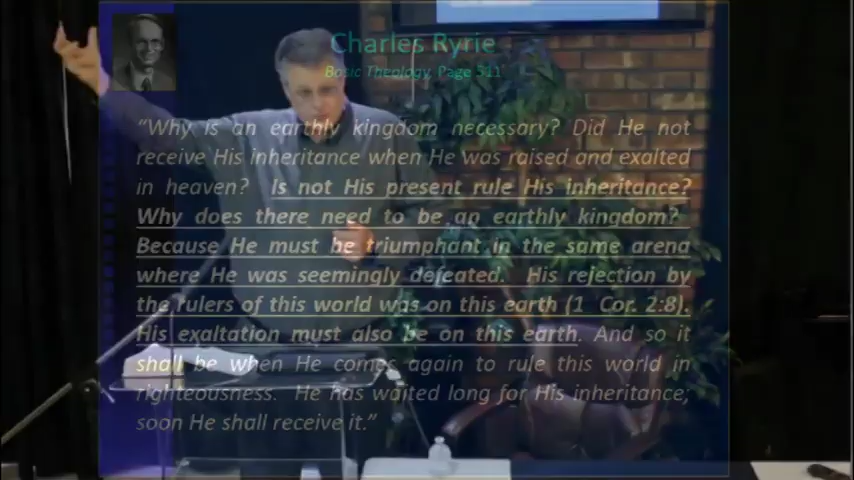 Charles Ryrie
Basic Theology, Page 511
“Why is an earthly kingdom necessary? Did He not
receive His inheritance when He was raised and exalted
in heaven? Is not His present rule His inheritance?
Why does there need to be an earthly kingdom?
Because He must be triumphant in the same arena
where He was seemingly defeated. His rejection by
the rulers of this world was on this earth (1 Cor. 2:8).
His exaltation must also be on this earth. And so it
shall be when He comes again to rule this world in
righteousness. He has waited long for His inheritance;
soon He shall receive it.”